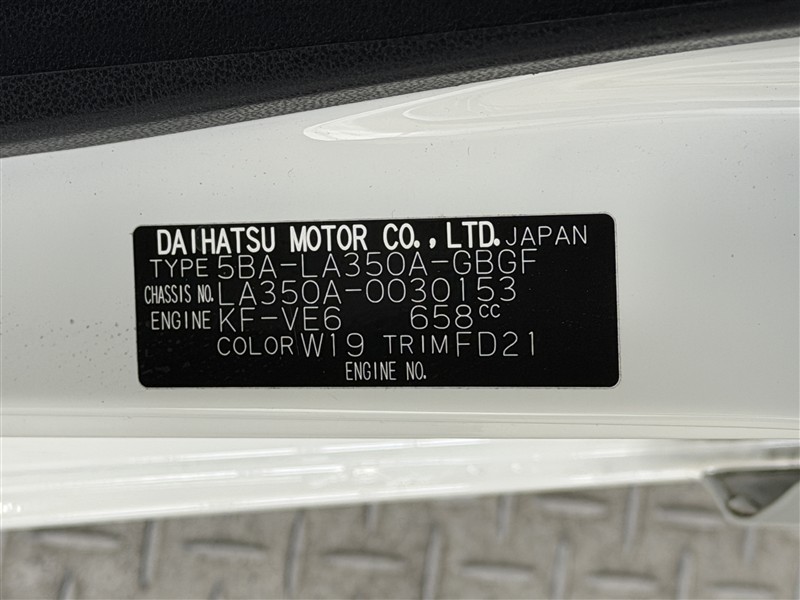 DAIHATSU MOTOR CO., LTD. JAPAN
TYPE 5BA-LA350A-GBGF
CHASSIS NO. LA350A-0030153
ENGINE KF-VE6 658CC
COLOR W19 TRIM FD21
ENGINE NO.